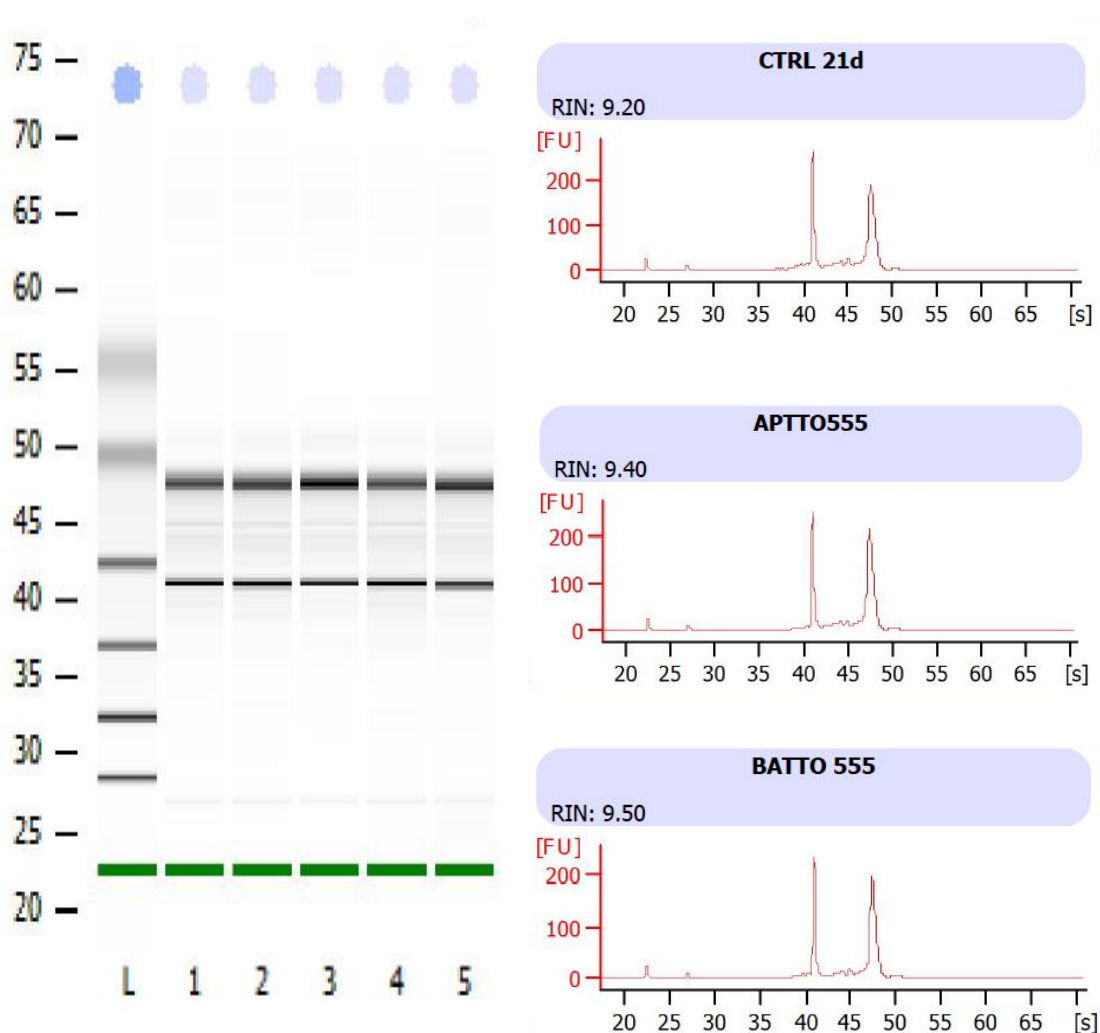 75
70
65
60
55
50
45
40
35
30
25
20
L 1 2 3 4 5
CTRL 21d
RIN: 9.20
[FU]
200
100
0
20 25 30 35 40 45 50 55 60 65 [s]
APTTO555
RIN: 9.40
[FU]
200
100
0
20 25 30 35 40 45 50 55 60 65 [s]
BATTO 555
RIN: 9.50
[FU]
200
100
0
20 25 30 35 40 45 50 55 60 65 [s]